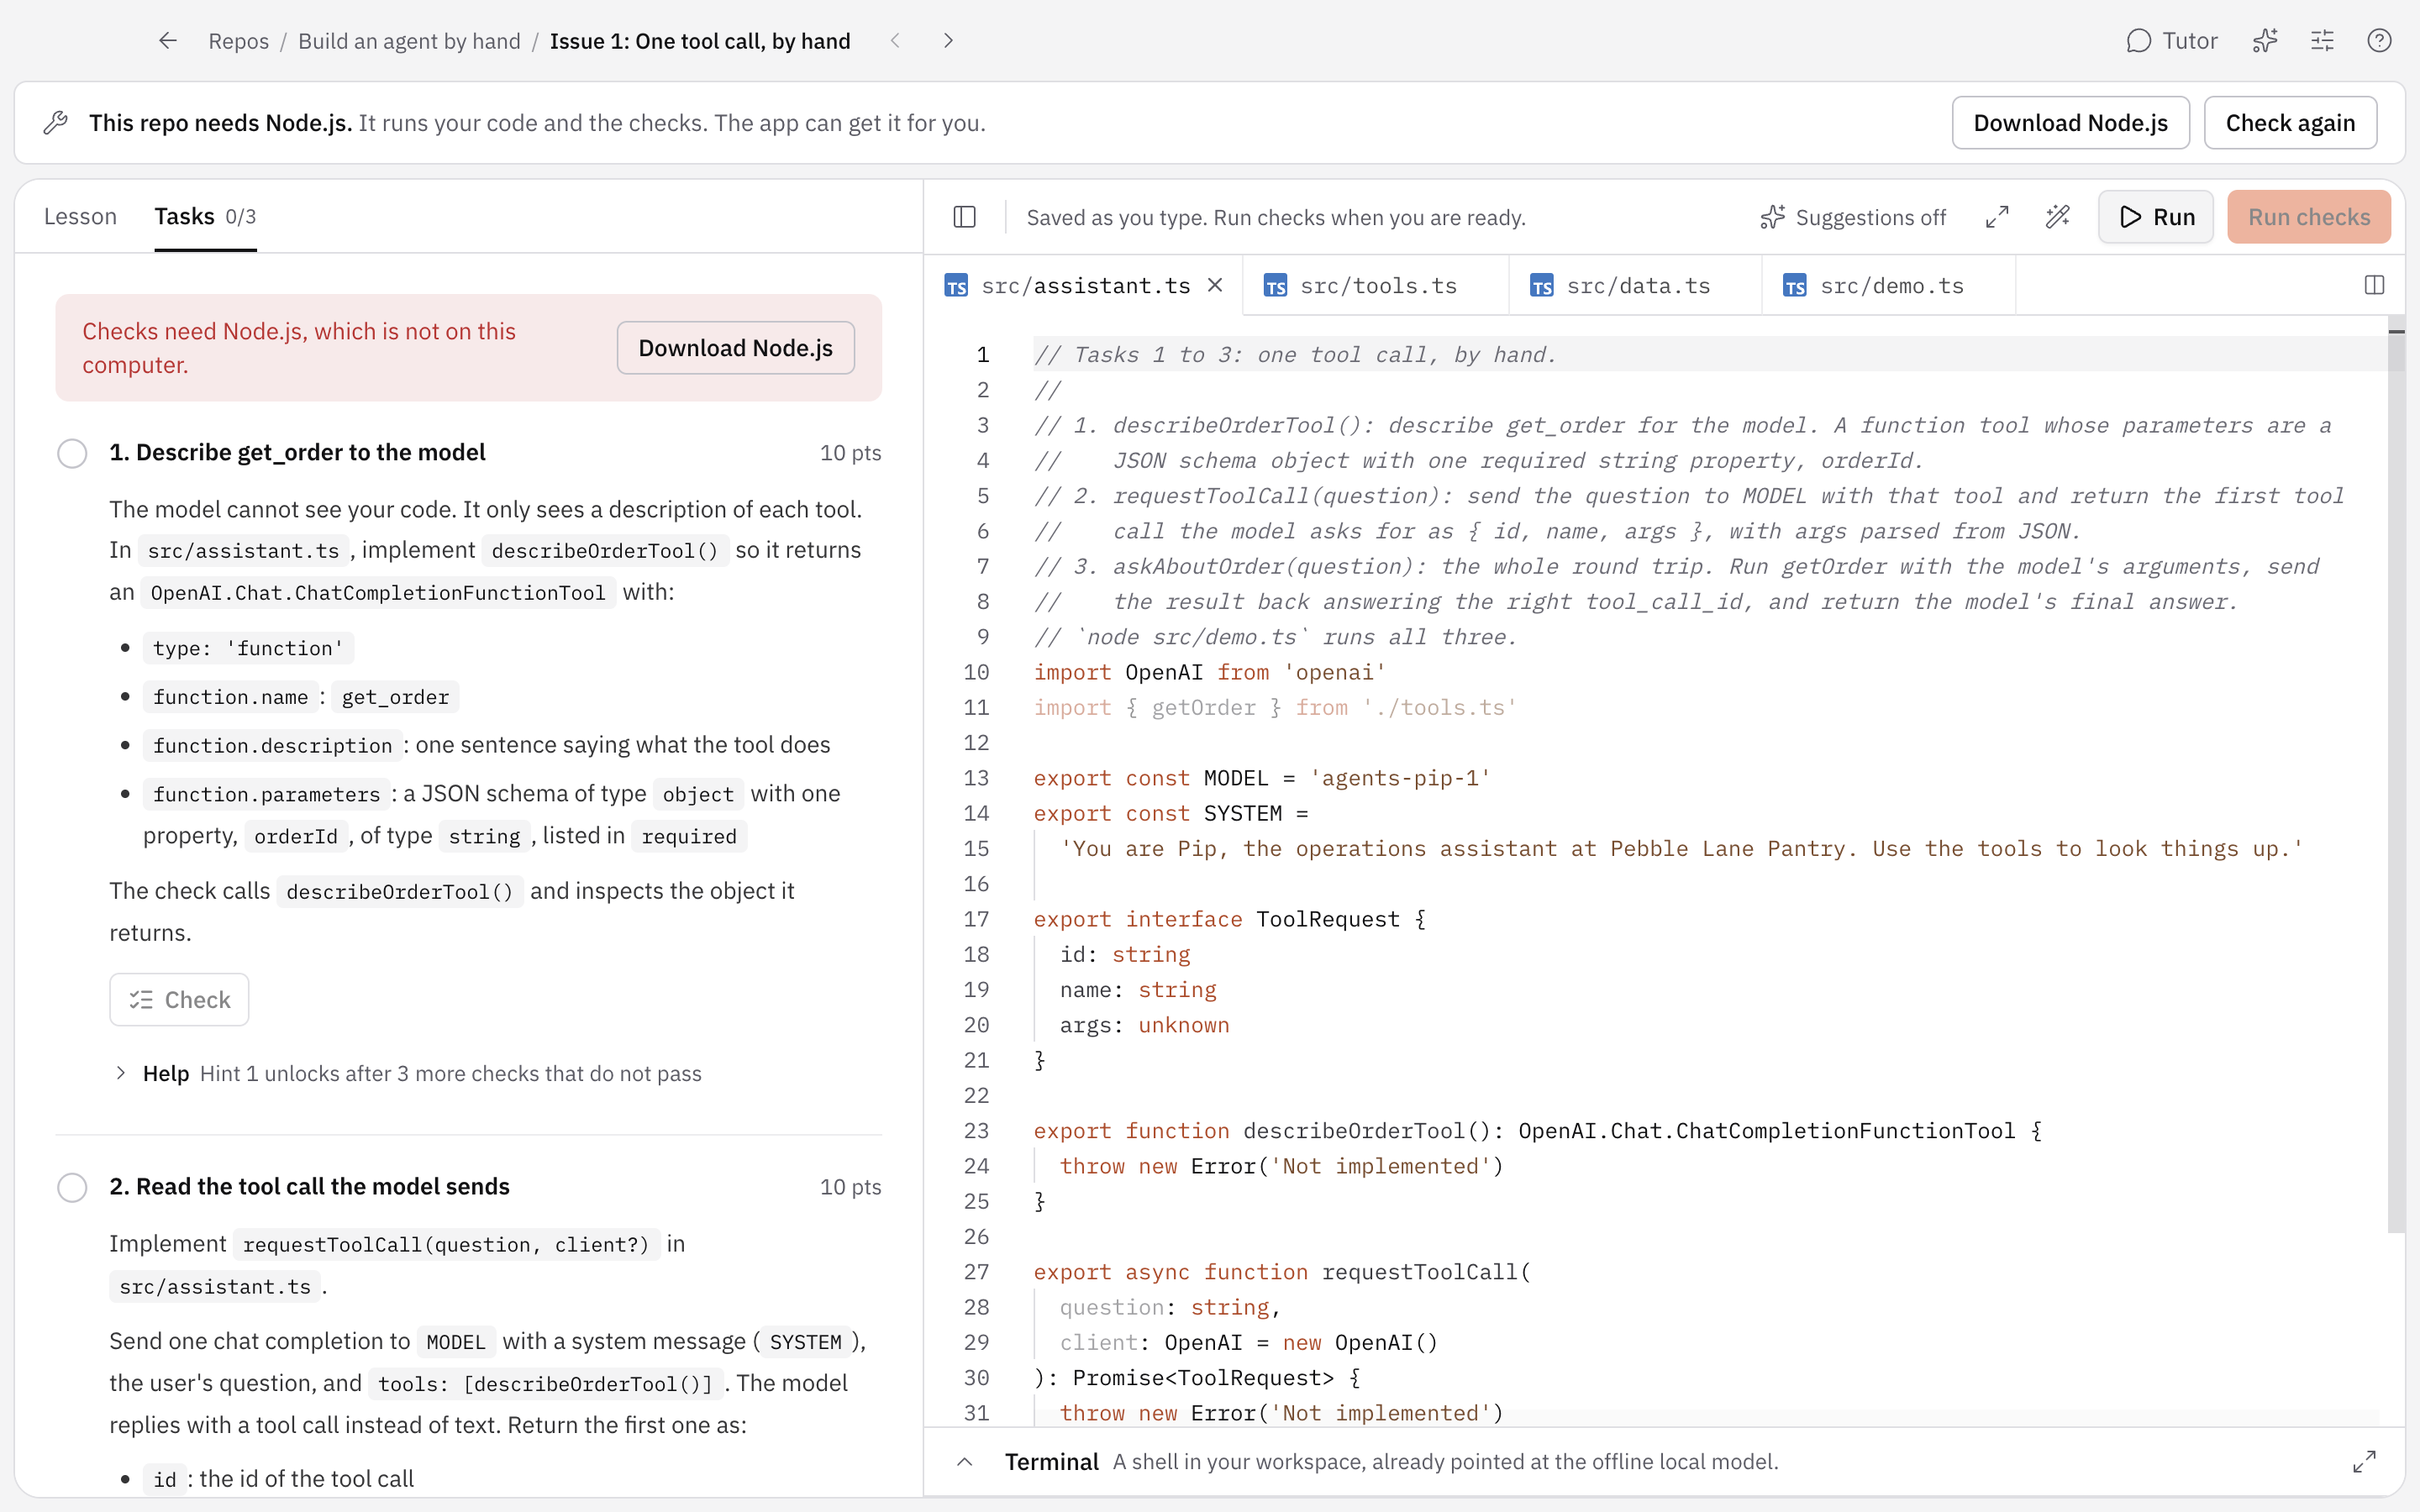 Repos / Build an agent by hand / Issue 1: One tool call, by hand
Tutor
This repo needs Node.js. It runs your code and the checks. The app can get it for you.
Download Node.js
Check again
Lesson
Tasks 0/3
Checks need Node.js, which is not on this
computer.
Download Node.js
1. Describe get_order to the model
10 pts
The model cannot see your code. It only sees a description of each tool.
In src/assistant.ts, implement describeOrderTool() so it returns
an OpenAI.Chat.ChatCompletionFunctionTool with:
• type: 'function'
• function.name: get_order
• function.description: one sentence saying what the tool does
• function.parameters: a JSON schema of type object with one
property, orderId, of type string, listed in required
The check calls describeOrderTool() and inspects the object it
returns.
Check
Help Hint 1 unlocks after 3 more checks that do not pass
2. Read the tool call the model sends
10 pts
Implement requestToolCall(question, client?) in
src/assistant.ts.
Send one chat completion to MODEL with a system message (SYSTEM),
the user's question, and tools: [describeOrderTool()]. The model
replies with a tool call instead of text. Return the first one as:
• id: the id of the tool call
Saved as you type. Run checks when you are ready.
Suggestions off
Run
Run checks
TS src/assistant.ts
TS src/tools.ts
TS src/data.ts
TS src/demo.ts
1 // Tasks 1 to 3: one tool call, by hand.
2 //
3 // 1. describeOrderTool(): describe get_order for the model. A function tool whose parameters are a
4 //    JSON schema object with one required string property, orderId.
5 // 2. requestToolCall(question): send the question to MODEL with that tool and return the first tool
6 //    call the model asks for as { id, name, args }, with args parsed from JSON.
7 // 3. askAboutOrder(question): the whole round trip. Run getOrder with the model's arguments, send
8 //    the result back answering the right tool_call_id, and return the model's final answer.
9 // `node src/demo.ts` runs all three.
10 import OpenAI from 'openai'
11 import { getOrder } from './tools.ts'
12
13 export const MODEL = 'agents-pip-1'
14 export const SYSTEM =
15   'You are Pip, the operations assistant at Pebble Lane Pantry. Use the tools to look things up.'
16
17 export interface ToolRequest {
18   id: string
19   name: string
20   args: unknown
21 }
22
23 export function describeOrderTool(): OpenAI.Chat.ChatCompletionFunctionTool {
24   throw new Error('Not implemented')
25 }
26
27 export async function requestToolCall(
28   question: string,
29   client: OpenAI = new OpenAI()
30 ): Promise<ToolRequest> {
31   throw new Error('Not implemented')
Terminal A shell in your workspace, already pointed at the offline local model.